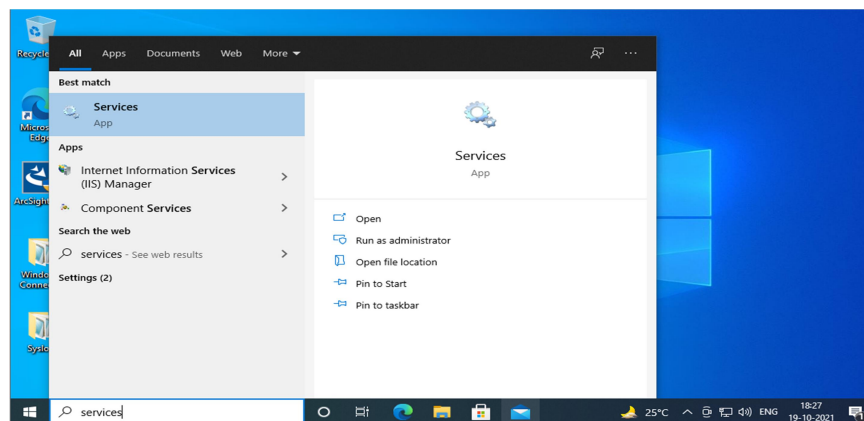 Recycle
Micros
Edge
ArcSight
Windo
Conne
Syslo
All Apps Documents Web More
Best match
Services
App
Apps
Internet Information Services
(IIS) Manager
Component Services
Search the web
services - See web results
Settings (2)
Services
App
Open
Run as administrator
Open file location
Pin to Start
Pin to taskbar
services
25°C ENG
18:27
19-10-2021